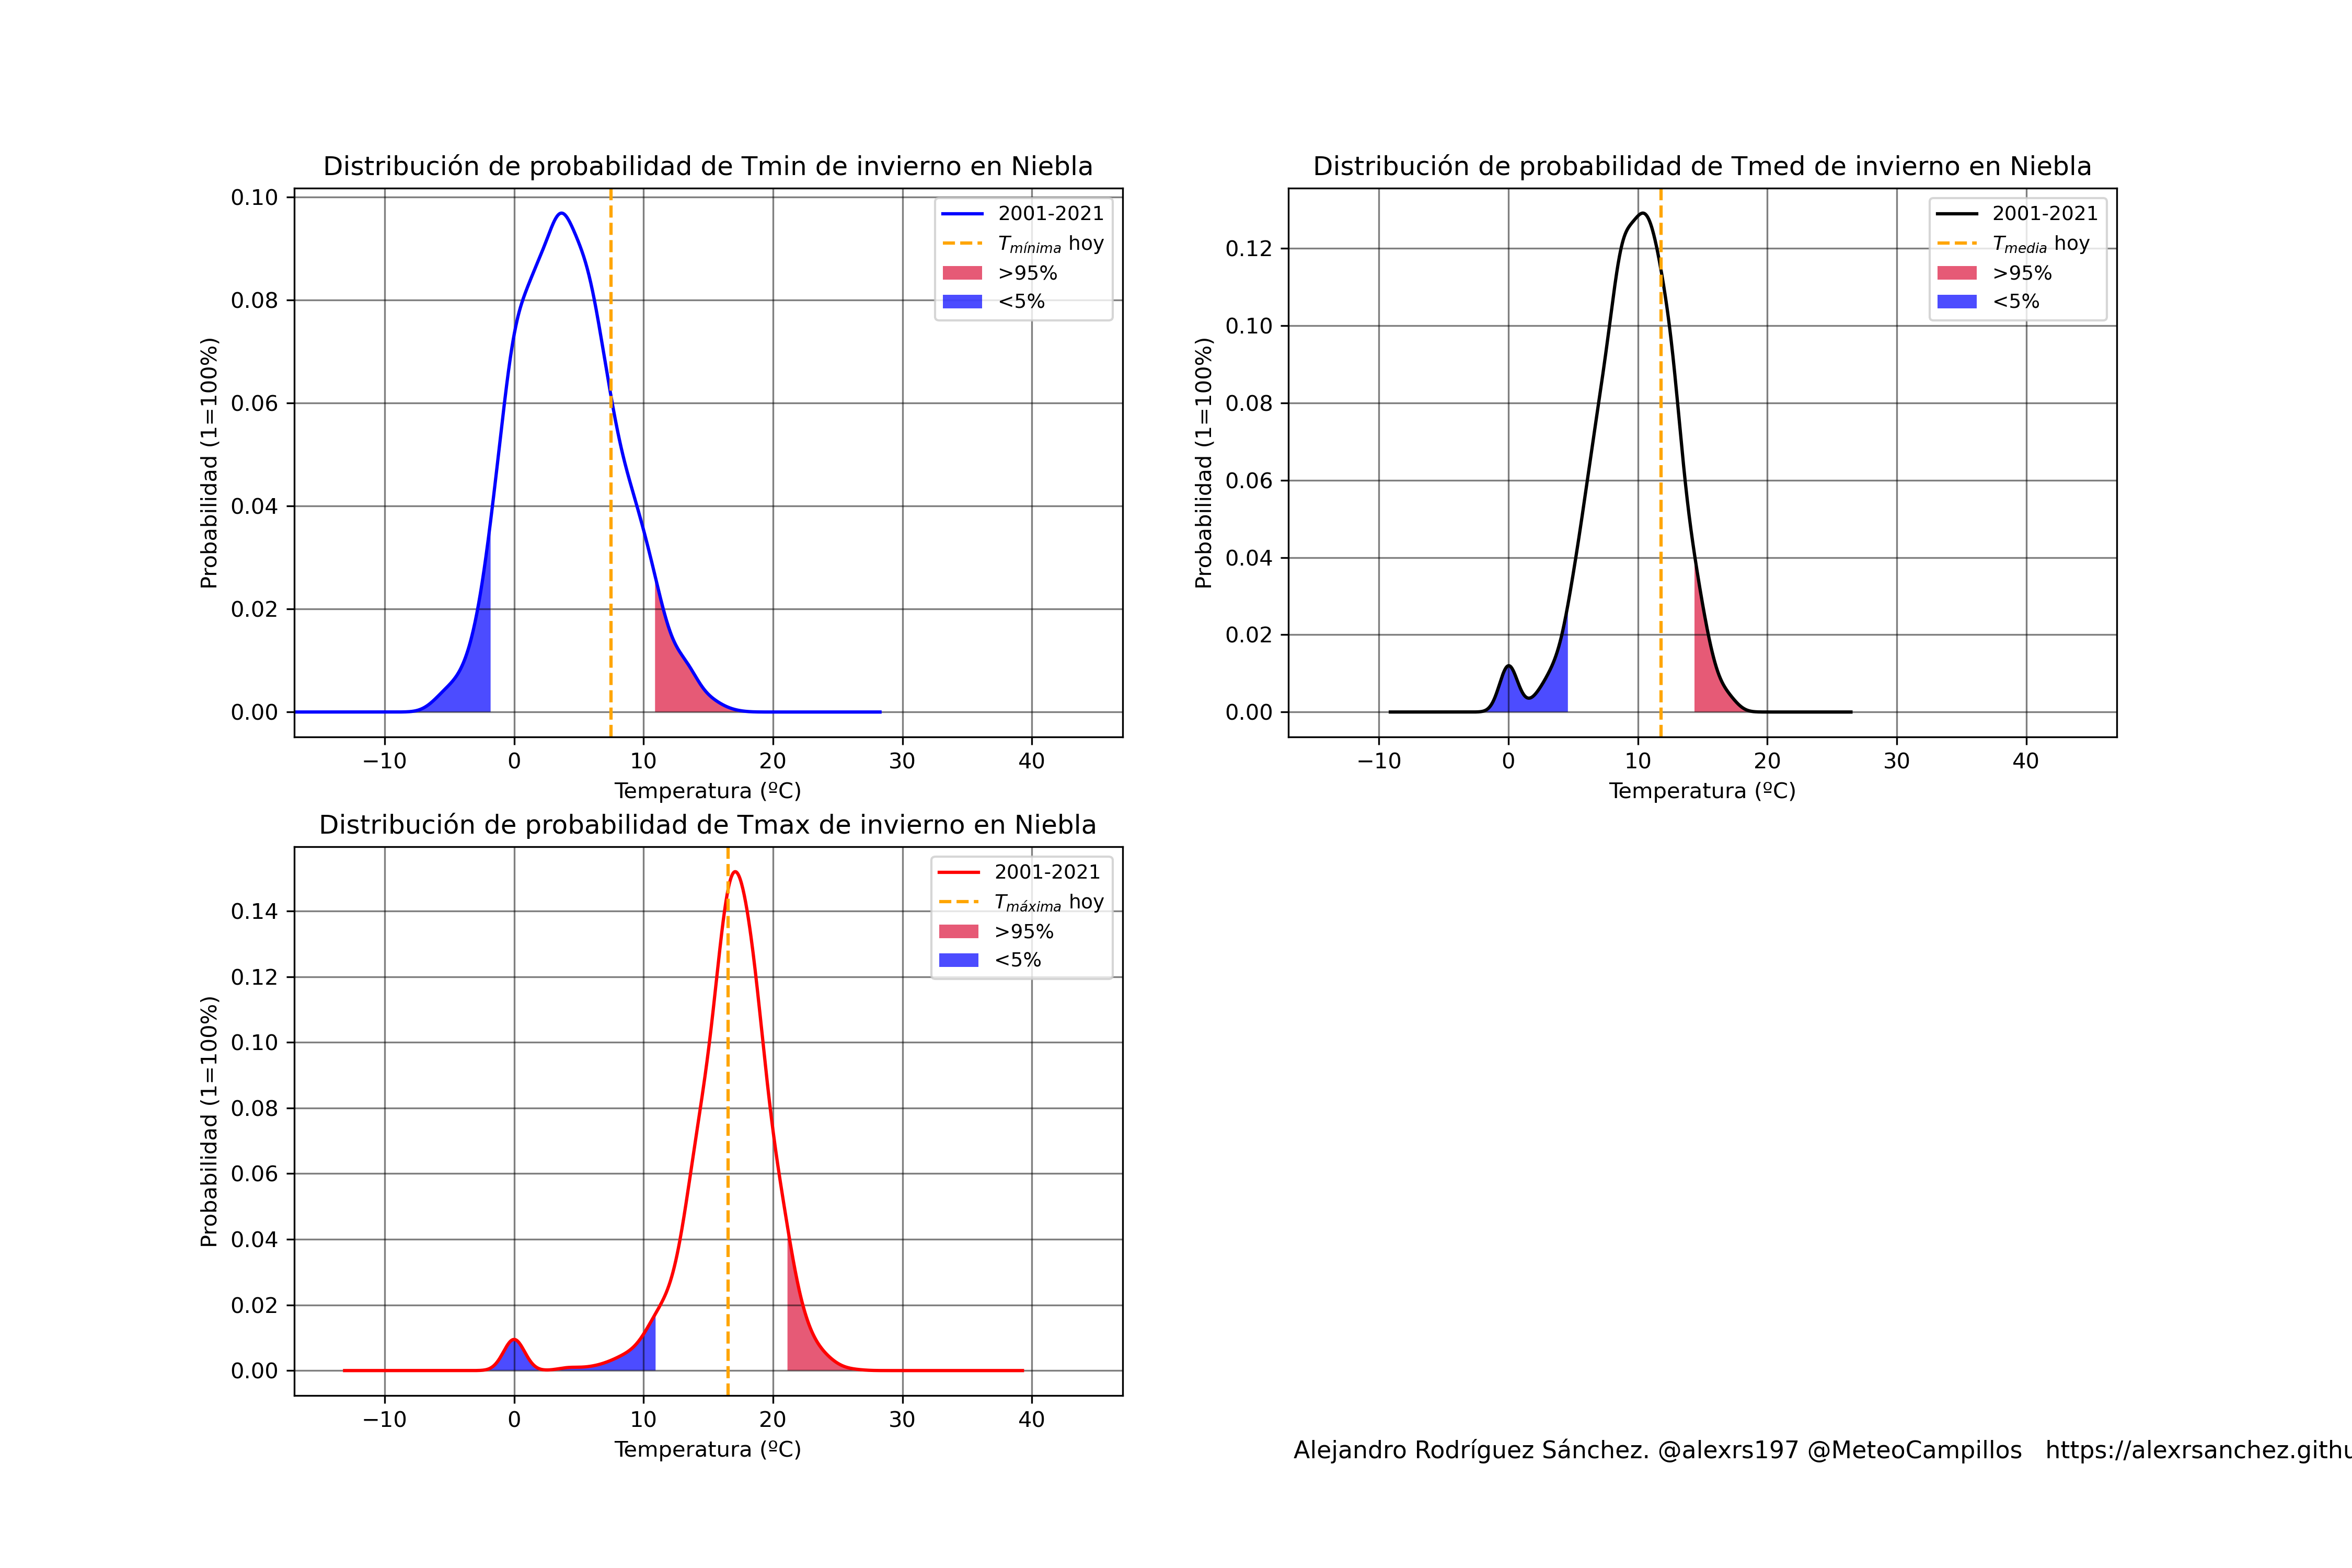 Distribución de probabilidad de Tmin de invierno en Niebla
0.10
0.08
0.06
0.04
0.02
0.00
Probabilidad (1=100%)
−10 0 10 20 30 40
Temperatura (ºC)
2001-2021
Tmínima hoy
>95%
<5%
Distribución de probabilidad de Tmed de invierno en Niebla
0.12
0.10
0.08
0.06
0.04
0.02
0.00
Probabilidad (1=100%)
−10 0 10 20 30 40
Temperatura (ºC)
2001-2021
Tmedia hoy
>95%
<5%
Distribución de probabilidad de Tmax de invierno en Niebla
0.14
0.12
0.10
0.08
0.06
0.04
0.02
0.00
Probabilidad (1=100%)
−10 0 10 20 30 40
Temperatura (ºC)
2001-2021
Tmáxima hoy
>95%
<5%
Alejandro Rodríguez Sánchez. @alexrs197 @MeteoCampillos https://alexrsanchez.githu